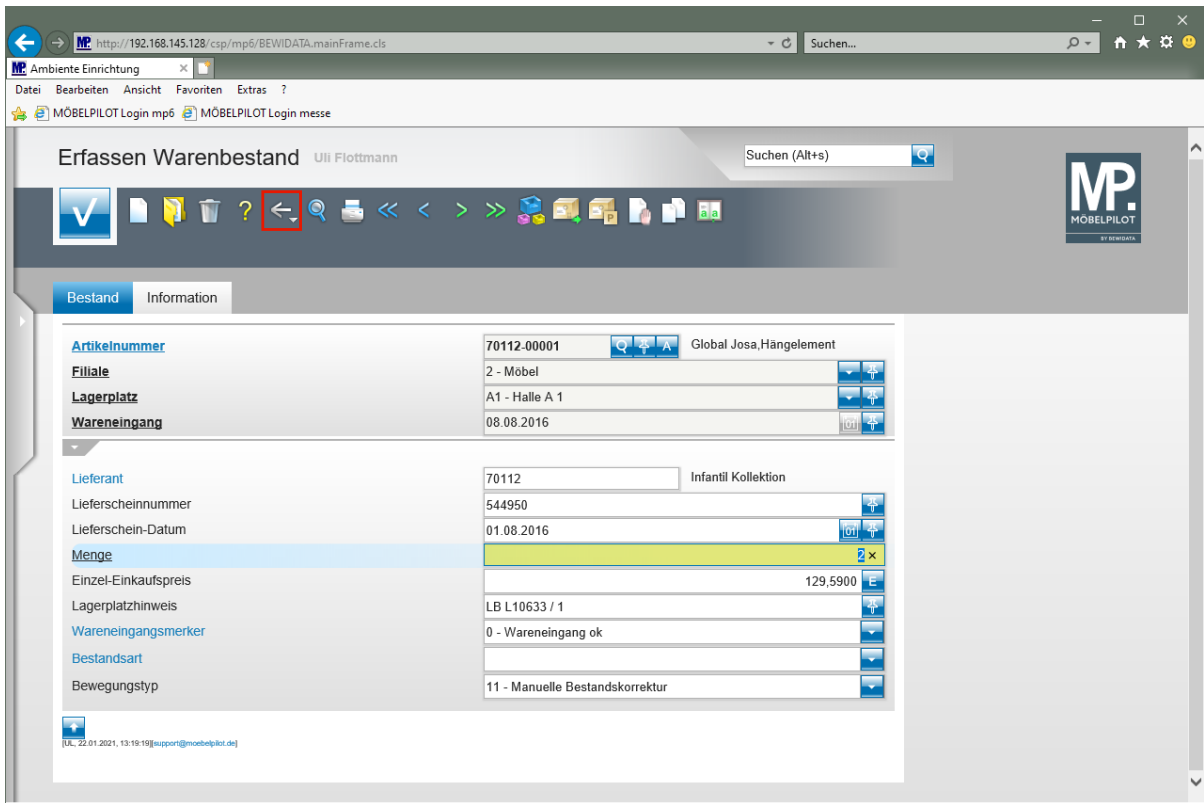 http://192.168.145.128/csp/mp6/BEWIDATA.mainFrame.cls
Suchen...
MP. Ambiente Einrichtung
Datei Bearbeiten Ansicht Favoriten Extras ?
MÖBELPILOT Login mp6 MÖBELPILOT Login messe
Erfassen Warenbestand Uli Flottmann
Suchen (Alt+s)
MP.
MÖBELPILOT
BY BEWIDATA
Bestand Information
Artikelnummer 70112-00001 A Global Josa,Hängelement
Filiale 2 - Möbel
Lagerplatz A1 - Halle A 1
Wareneingang 08.08.2016 01
Lieferant 70112 Infantil Kollektion
Lieferscheinnummer 544950
Lieferschein-Datum 01.08.2016 01
Menge 2 ×
Einzel-Einkaufspreis 129,5900 E
Lagerplatzhinweis LB L10633 / 1
Wareneingangsmerker 0 - Wareneingang ok
Bestandsart
Bewegungstyp 11 - Manuelle Bestandskorrektur
[UL, 22.01.2021, 13:19:19][support@moebelpilot.de]